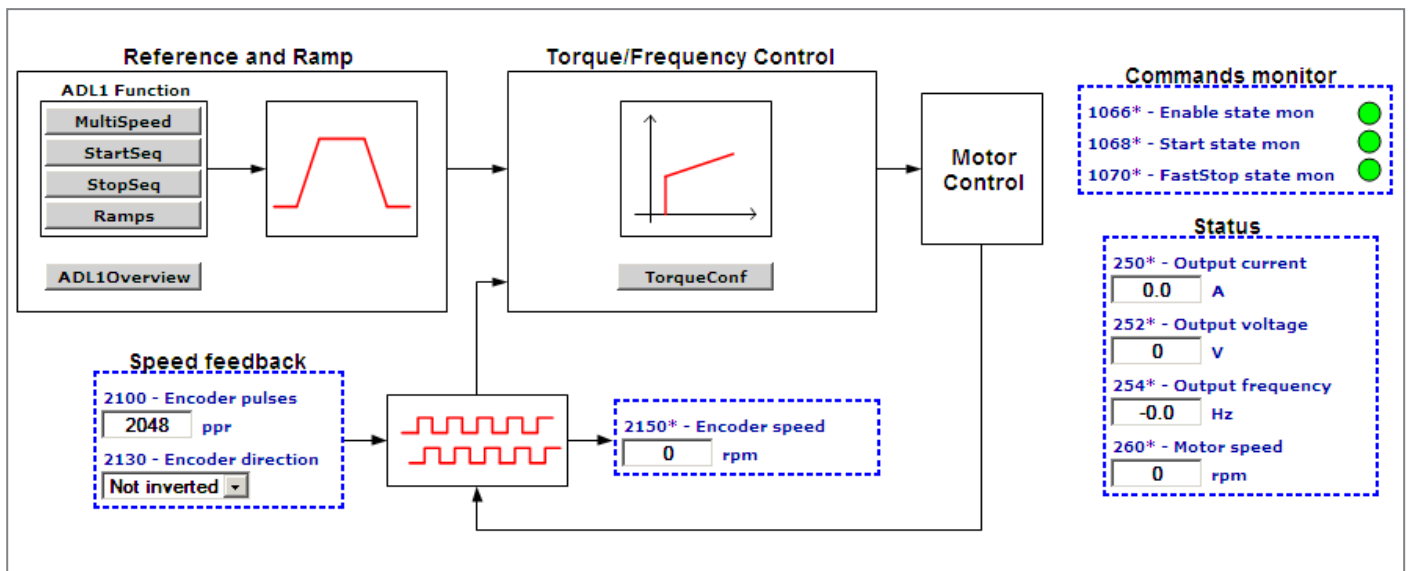 Reference and Ramp
ADL1 Function
MultiSpeed
StartSeq
StopSeq
Ramps
ADL1Overview
Torque/Frequency Control
TorqueConf
Motor
Control
Commands monitor
1066* - Enable state mon
1068* - Start state mon
1070* - FastStop state mon
Status
250* - Output current
0.0 A
252* - Output voltage
0 V
254* - Output frequency
-0.0 Hz
260* - Motor speed
0 rpm
Speed feedback
2100 - Encoder pulses
2048 ppr
2130 - Encoder direction
Not inverted
2150* - Encoder speed
0 rpm